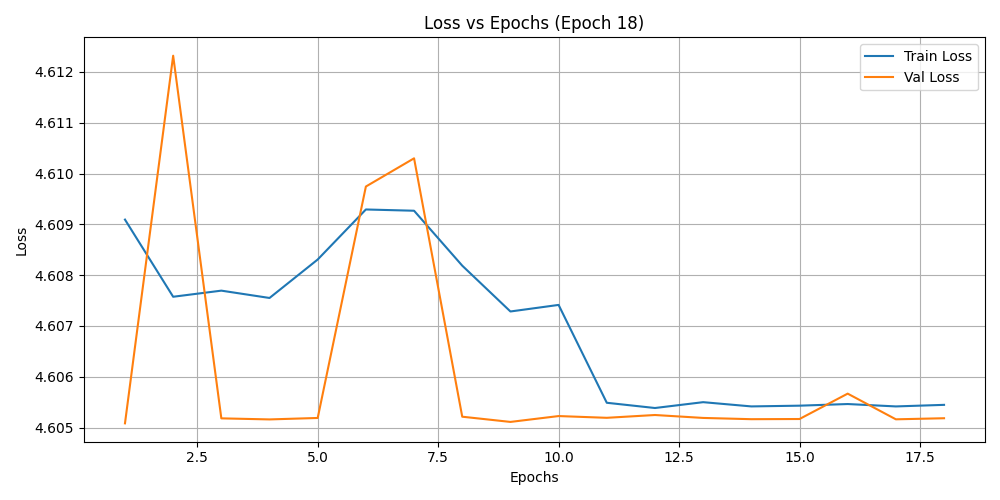 Loss vs Epochs (Epoch 18)
Train Loss
Val Loss
4.612
4.611
4.610
4.609
4.608
4.607
4.606
4.605
Loss
2.5 5.0 7.5 10.0 12.5 15.0 17.5
Epochs